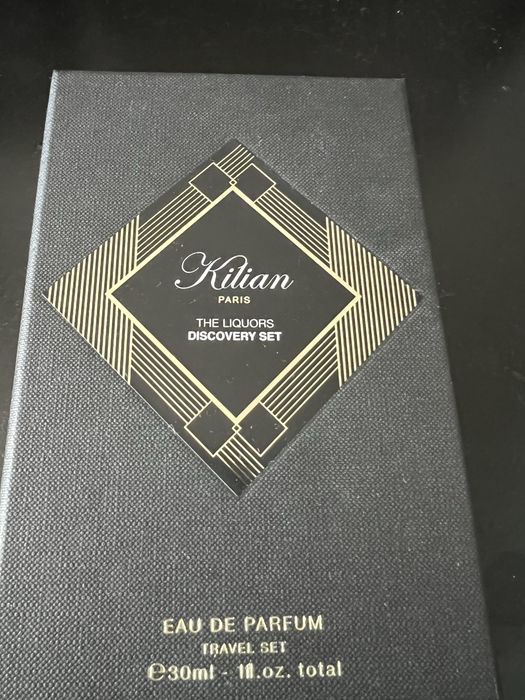 Kilian
PARIS
THE LIQUORS
DISCOVERY SET
EAU DE PARFUM
TRAVEL SET
℮30ml - 1fl.oz. total